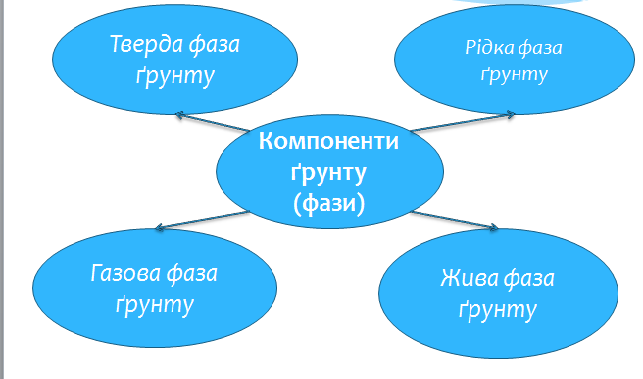 Тверда фаза
ґрунту
Рідка фаза
ґрунту
Компоненти
ґрунту
(фази)
Газова фаза
ґрунту
Жива фаза
ґрунту